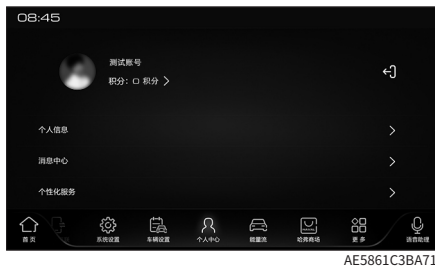 08:45
测试账号
积分: 0 积分
个人信息
消息中心
个性化服务
首页
系统设置
车辆设置
个人中心
能量流
哈弗商场
更多
语音助理
AE5861C3BA71